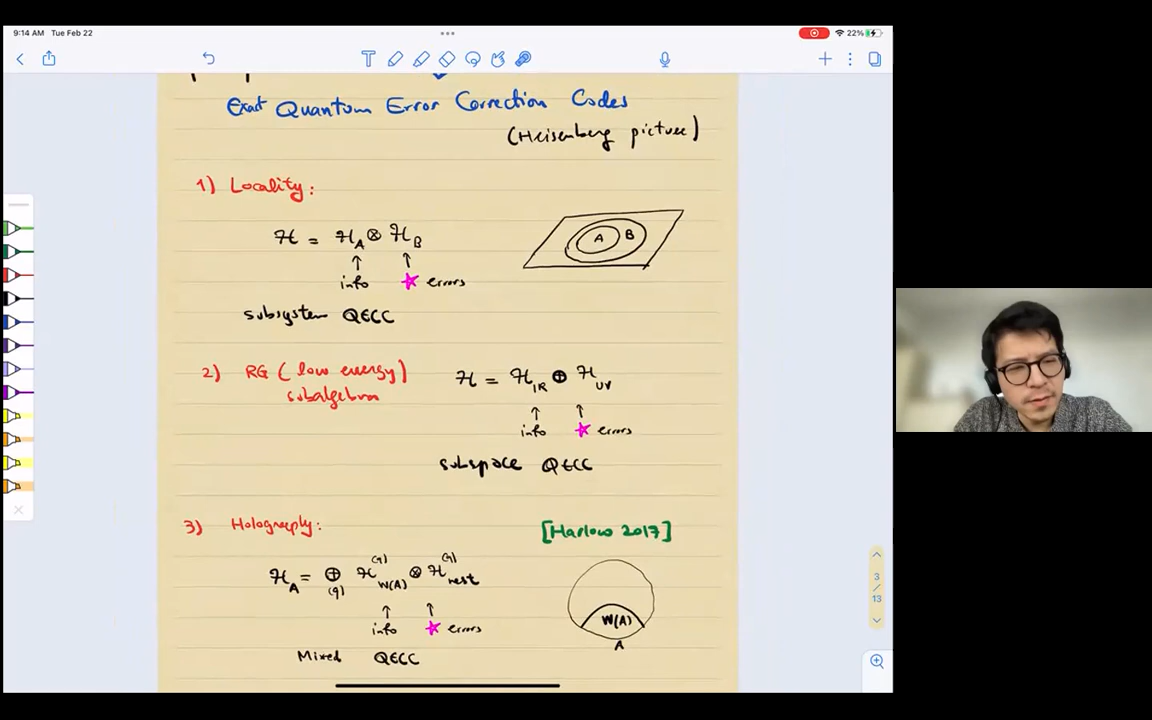 9:14 AM Tue Feb 22
22%
Exact Quantum Error Correction Codes
(Heisenberg picture)
1) Locality:
H = H_A ⊗ H_B
A B
↑ ↑
info ★ errors
subsystem QECC
2) RG (low energy)
subalgebra
H = H_IR ⊕ H_UV
↑ ↑
info ★ errors
subspace QECC
3) Holography:
[Harlow 2017]
H_A = ⊕_(q) H^(q)_W(A) ⊗ H^(q)_rest
↑ ↑
info ★ errors
W(A)
A
Mixed QECC
3
/
13